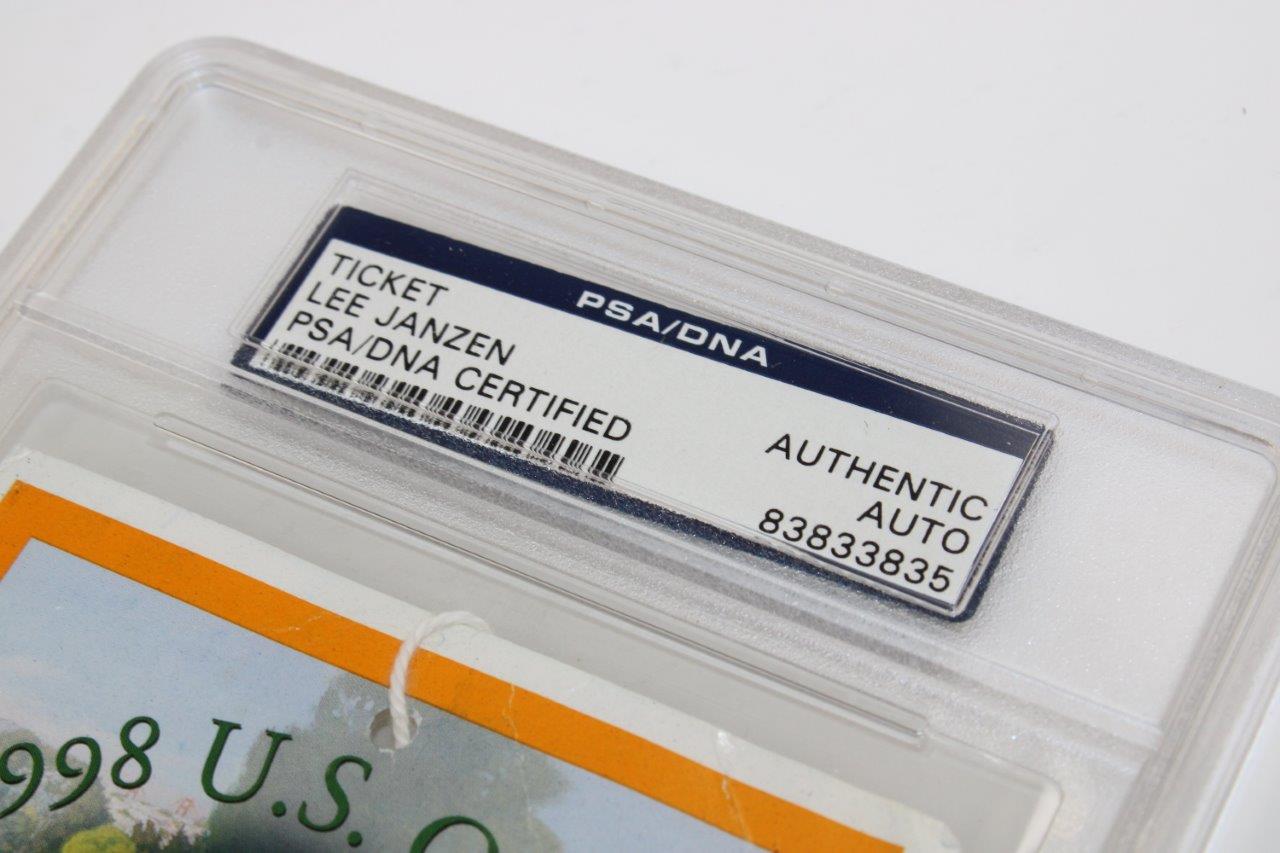 PSA/DNA
TICKET
LEE JANZEN
PSA/DNA CERTIFIED
AUTHENTIC
AUTO
83833835
998 U.S. O